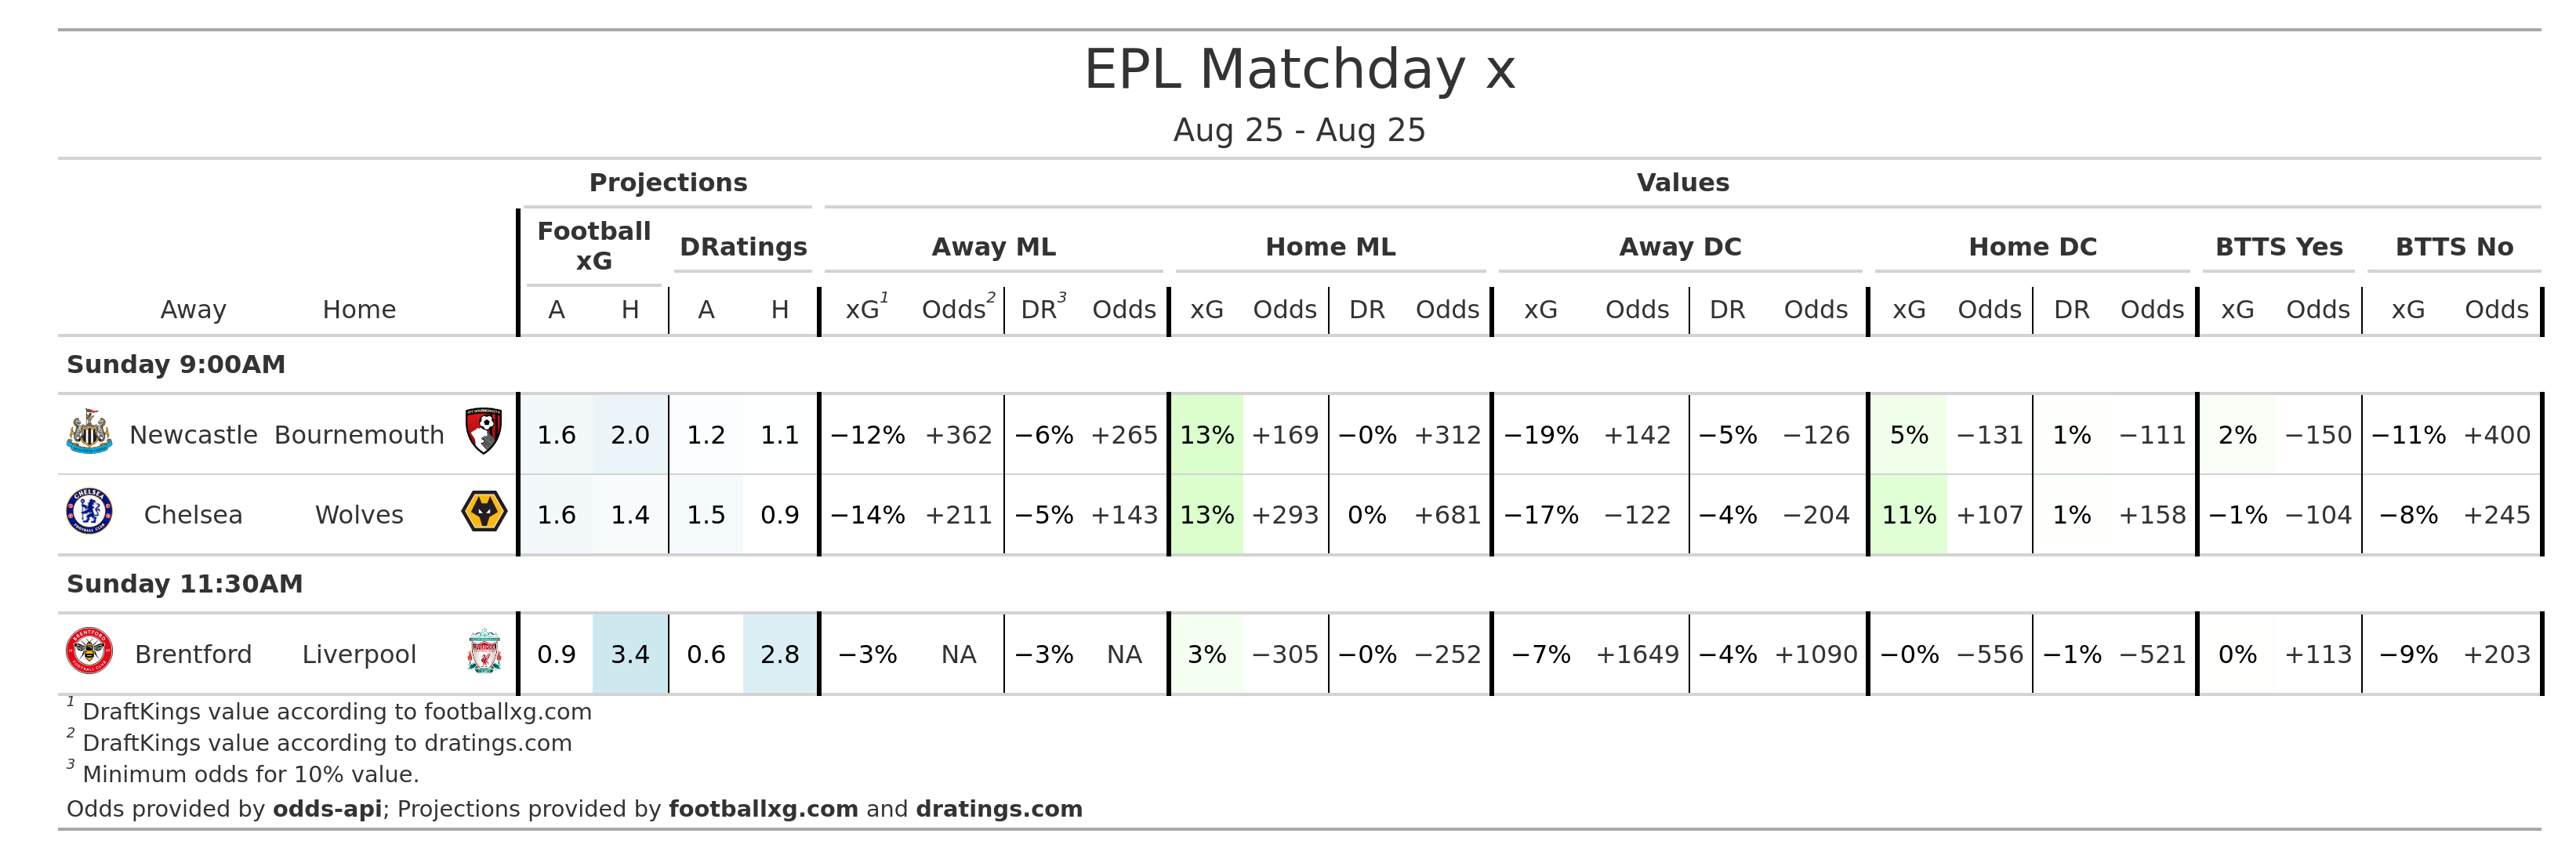 EPL Matchday x
Aug 25 - Aug 25
Projections Values
Football xG DRatings Away ML Home ML Away DC Home DC BTTS Yes BTTS No
Away Home A H A H xG1 Odds2 DR3 Odds xG Odds DR Odds xG Odds DR Odds xG Odds DR Odds xG Odds xG Odds
Sunday 9:00AM
Newcastle Bournemouth 1.6 2.0 1.2 1.1 −12% +362 −6% +265 13% +169 −0% +312 −19% +142 −5% −126 5% −131 1% −111 2% −150 −11% +400
Chelsea Wolves 1.6 1.4 1.5 0.9 −14% +211 −5% +143 13% +293 0% +681 −17% −122 −4% −204 11% +107 1% +158 −1% −104 −8% +245
Sunday 11:30AM
Brentford Liverpool 0.9 3.4 0.6 2.8 −3% NA −3% NA 3% −305 −0% −252 −7% +1649 −4% +1090 −0% −556 −1% −521 0% +113 −9% +203
1 DraftKings value according to footballxg.com
2 DraftKings value according to dratings.com
3 Minimum odds for 10% value.
Odds provided by odds-api; Projections provided by footballxg.com and dratings.com